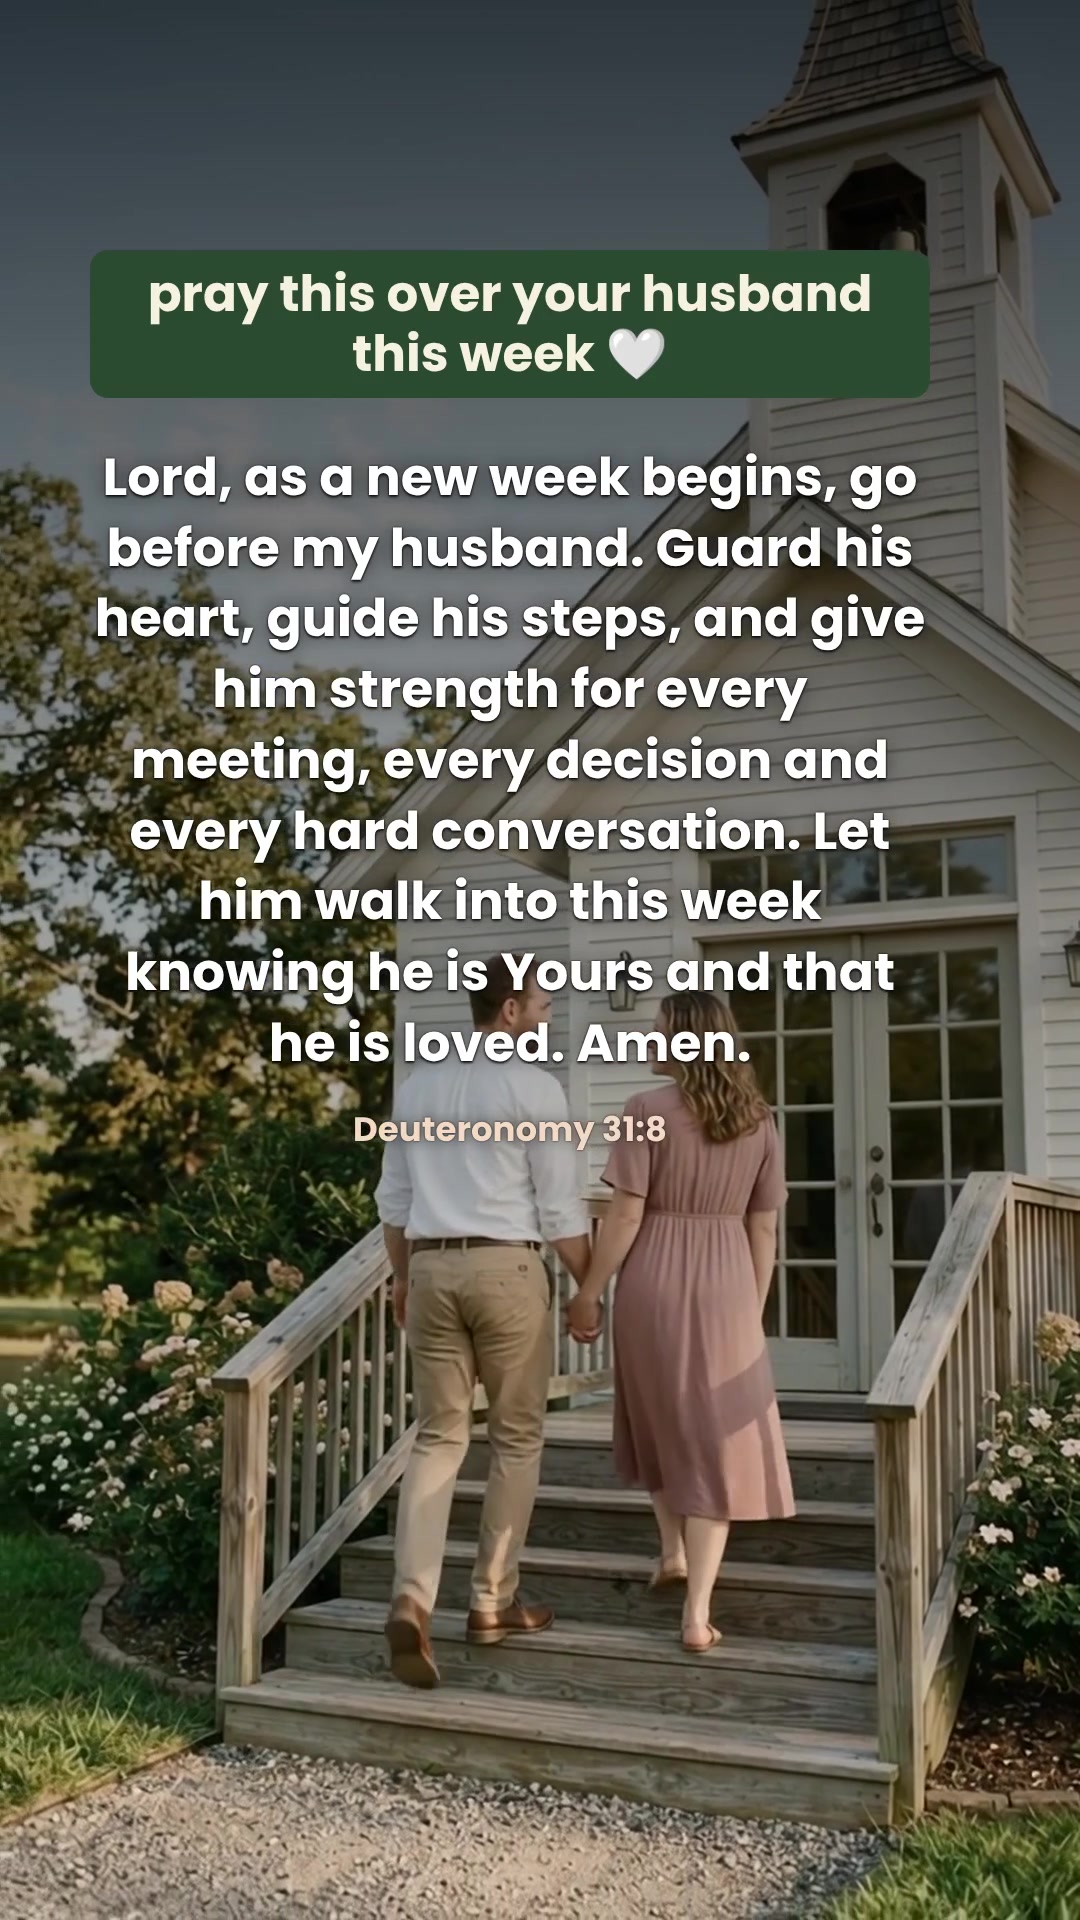 pray this over your husband
this week 🤍
Lord, as a new week begins, go
before my husband. Guard his
heart, guide his steps, and give
him strength for every
meeting, every decision and
every hard conversation. Let
him walk into this week
knowing he is Yours and that
he is loved. Amen.
Deuteronomy 31:8